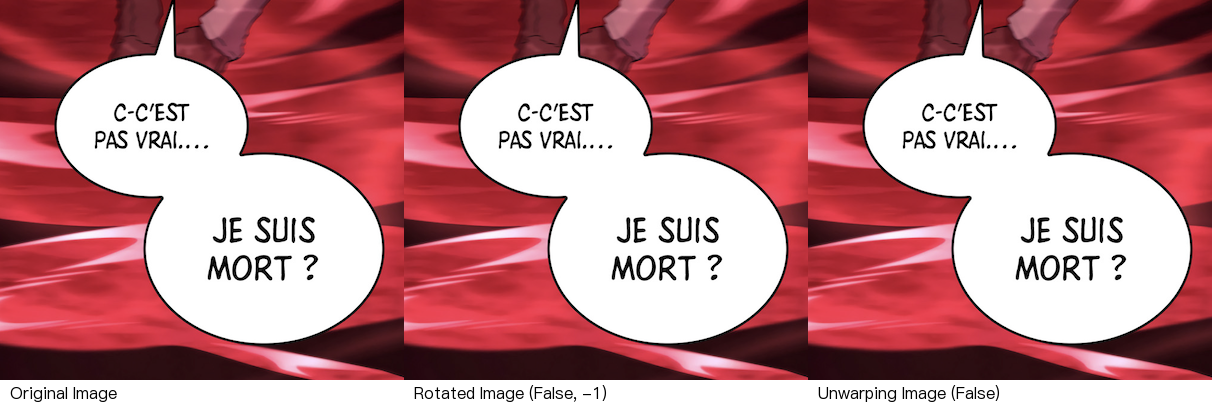 C-C'EST
PAS VRAI....
JE SUIS
MORT ?
C-C'EST
PAS VRAI....
JE SUIS
MORT ?
C-C'EST
PAS VRAI....
JE SUIS
MORT ?
Original Image
Rotated Image (False, -1)
Unwarping Image (False)